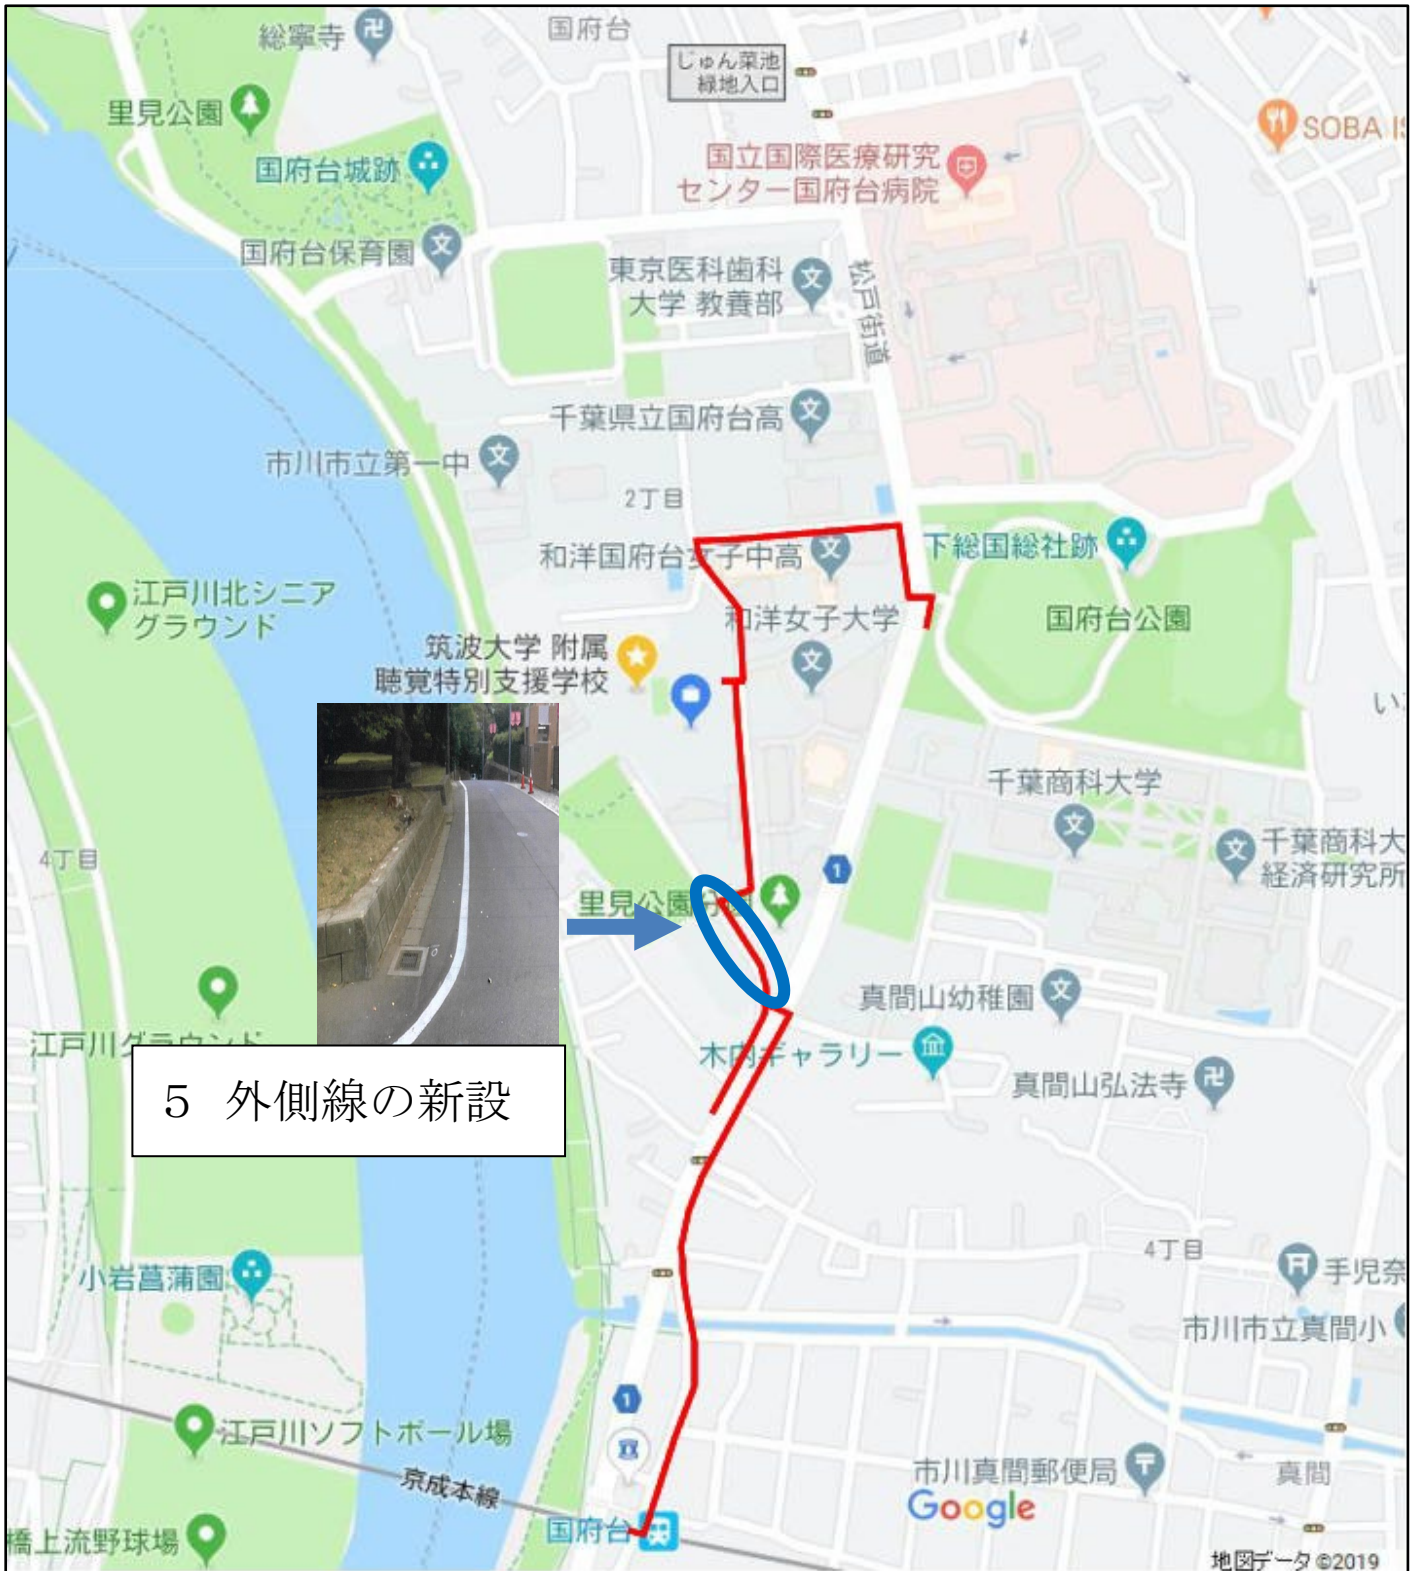 総寧寺
国府台
じゅん菜池
緑地入口
里見公園
SOBA
国府台城跡
国立国際医療研究
センター国府台病院
国府台保育園
東京医科歯科
大学 教養部
松戸街道
千葉県立国府台高
市川市立第一中
2丁目
和洋国府台女子中高
下総国総社跡
江戸川北シニア
グラウンド
和洋女子大学
国府台公園
筑波大学 附属
聴覚特別支援学校
い
千葉商科大学
4丁目
1
千葉商科大
経済研究所
里見公園分園
真間山幼稚園
江戸川グラウンド
木内ギャラリー
真間山弘法寺
5 外側線の新設
4丁目
小岩菖蒲園
手児奈
市川市立真間小
1
江戸川ソフトボール場
京成本線
市川真間郵便局
真間
Google
国府台
橋上流野球場
地図データ ©2019